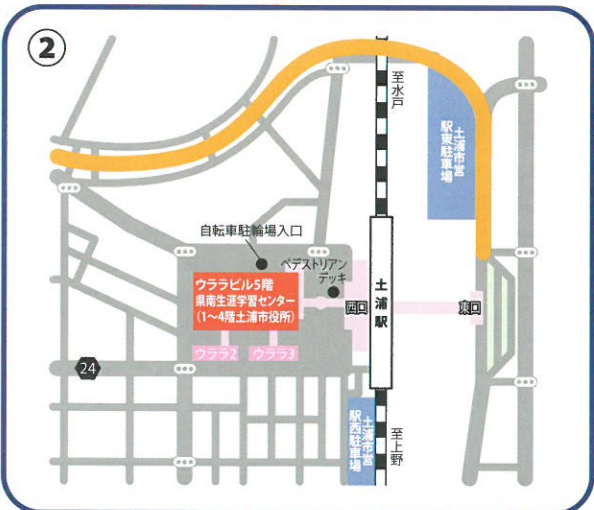 ②
至水戸
土浦市営
駅東駐車場
自転車駐輪場入口
ペデストリアン
デッキ
ウララビル5階
県南生涯学習センター
(1〜4階土浦市役所)
西口
土浦駅
東口
ウララ2
ウララ3
24
土浦市営
駅西駐車場
至上野